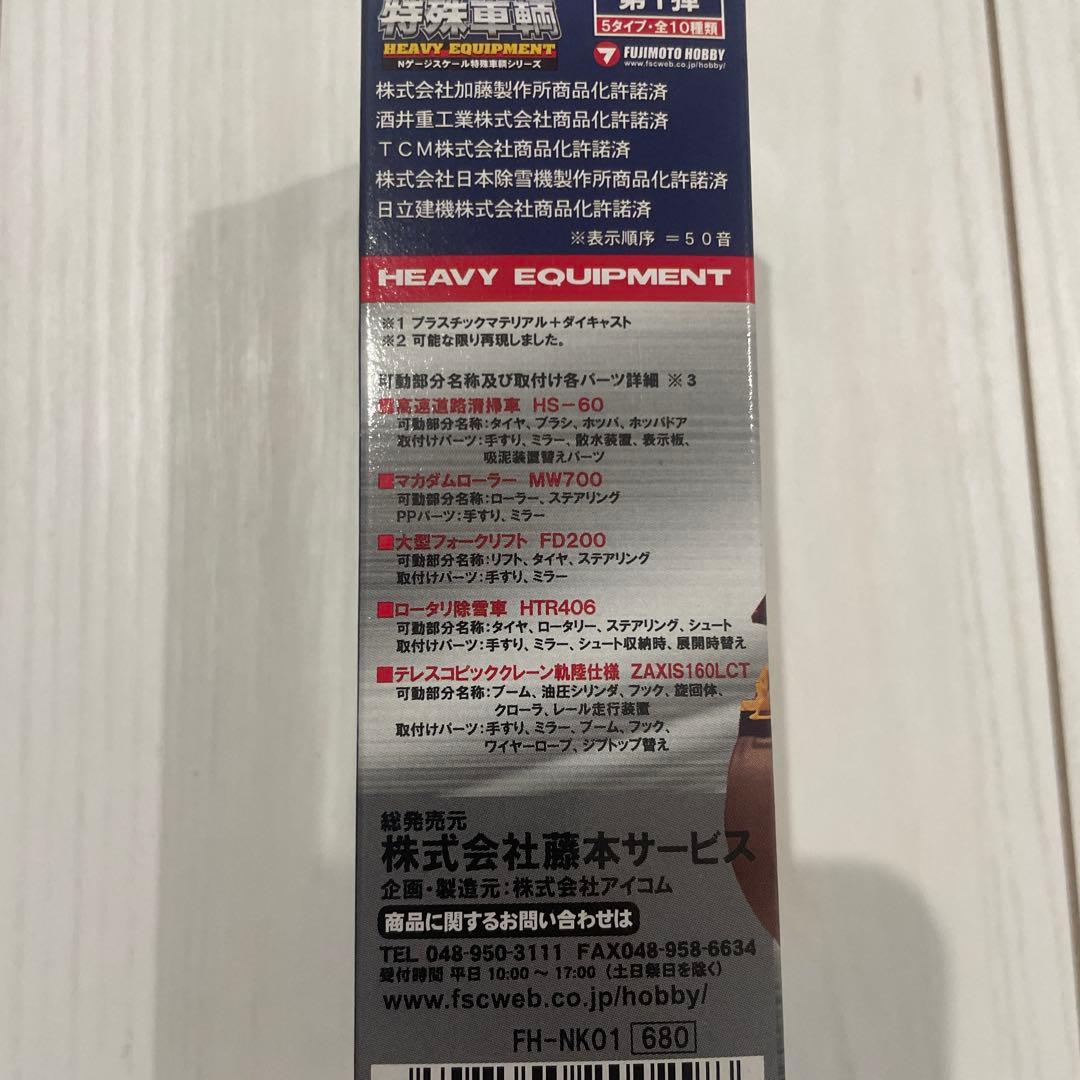 特殊車輌
HEAVY EQUIPMENT
Nゲージスケール特殊車輌シリーズ
第1弾
5タイプ・全10種類
FUJIMOTO HOBBY
www.fscweb.co.jp/hobby/
株式会社加藤製作所商品化許諾済
酒井重工業株式会社商品化許諾済
TCM株式会社商品化許諾済
株式会社日本除雪機製作所商品化許諾済
日立建機株式会社商品化許諾済
※表示順序 =50音
HEAVY EQUIPMENT
※1 プラスチックマテリアル+ダイキャスト
※2 可能な限り再現しました。
可動部分名称及び取付け各パーツ詳細 ※3
■高速道路清掃車 HS-60
可動部分名称:タイヤ、ブラシ、ホッパ、ホッパドア
取付けパーツ:手すり、ミラー、散水装置、表示板、
吸泥装置替えパーツ
■マカダムローラー MW700
可動部分名称:ローラー、ステアリング
PPパーツ:手すり、ミラー
■大型フォークリフト FD200
可動部分名称:リフト、タイヤ、ステアリング
取付けパーツ:手すり、ミラー
■ロータリ除雪車 HTR406
可動部分名称:タイヤ、ロータリー、ステアリング、シュート
取付けパーツ:手すり、ミラー、シュート収納時、展開時替え
■テレスコピッククレーン軌陸仕様 ZAXIS160LCT
可動部分名称:ブーム、油圧シリンダ、フック、旋回体、
クローラ、レール走行装置
取付けパーツ:手すり、ミラー、ブーム、フック、
ワイヤーロープ、ジブトップ替え
総発売元
株式会社藤本サービス
企画・製造元:株式会社アイコム
商品に関するお問い合わせは
TEL 048-950-3111 FAX048-958-6634
受付時間 平日 10:00 ～ 17:00 (土日祭日を除く)
www.fscweb.co.jp/hobby/
FH-NK01 680